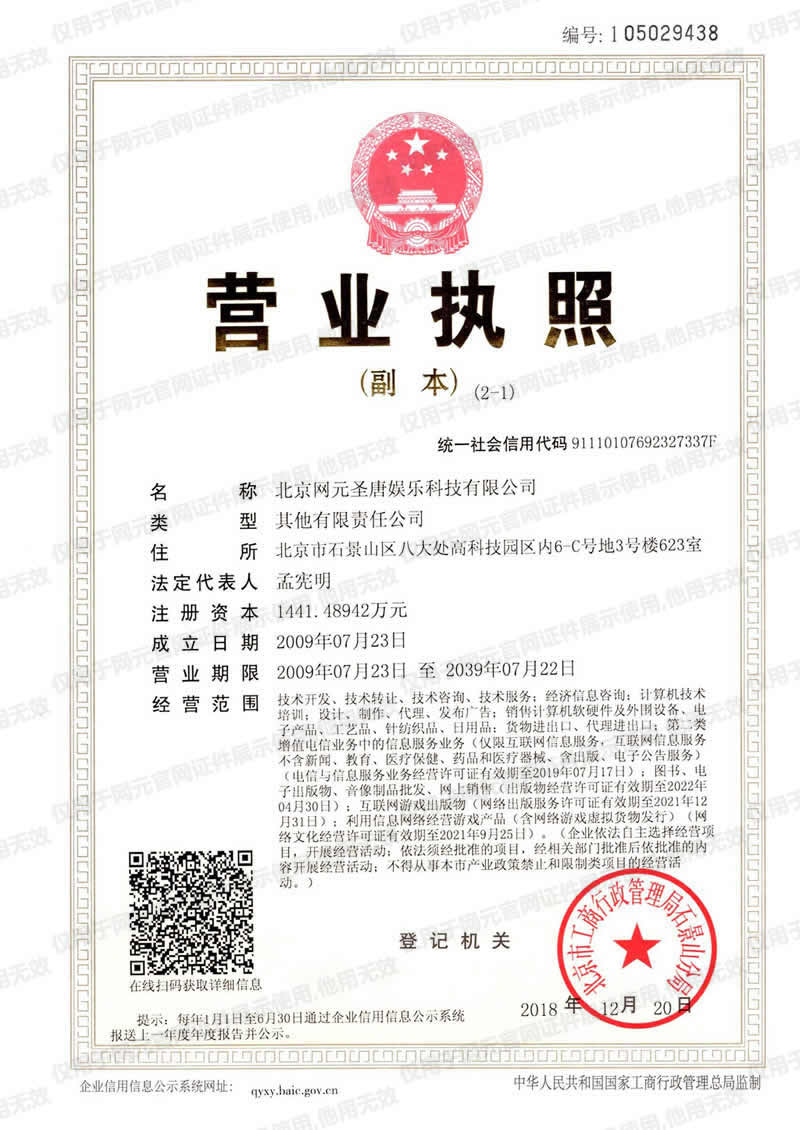 编号: 1 05029438
营业执照
(副 本) (2-1)
统一社会信用代码 91110107692327337F
名 称 北京网元圣唐娱乐科技有限公司
类 型 其他有限责任公司
住 所 北京市石景山区八大处高科技园区内6-C号地3号楼623室
法定代表人 孟宪明
注册资本 1441.48942万元
成立日期 2009年07月23日
营业期限 2009年07月23日 至 2039年07月22日
经营范围 技术开发、技术转让、技术咨询、技术服务；经济信息咨询；计算机技术
培训；设计、制作、代理、发布广告；销售计算机软硬件及外围设备、电
子产品、工艺品、针纺织品、日用品；货物进出口、代理进出口；第二类
增值电信业务中的信息服务业务（仅限互联网信息服务，互联网信息服务
不含新闻、教育、医疗保健、药品和医疗器械、含出版、电子公告服务）
（电信与信息服务业务经营许可证有效期至2019年07月17日）；图书、电
子出版物、音像制品批发、网上销售（出版物经营许可证有效期至2022年
04月30日）；互联网游戏出版物（网络出版服务许可证有效期至2021年12
月31日）；利用信息网络经营游戏产品（含网络游戏虚拟货物发行）（网
络文化经营许可证有效期至2021年9月25日）。（企业依法自主选择经营项
目，开展经营活动；依法须经批准的项目，经相关部门批准后依批准的内
容开展经营活动；不得从事本市产业政策禁止和限制类项目的经营活
动。）
在线扫码获取详细信息
登记机关
北京市工商行政管理局石景山分局
2018 年 12月 20日
提示：每年1月1日至6月30日通过企业信用信息公示系统
报送上一年度年度报告并公示。
企业信用信息公示系统网址： qyxy.baic.gov.cn
中华人民共和国国家工商行政管理总局监制
仅用于网元官网证件展示使用,他用无效